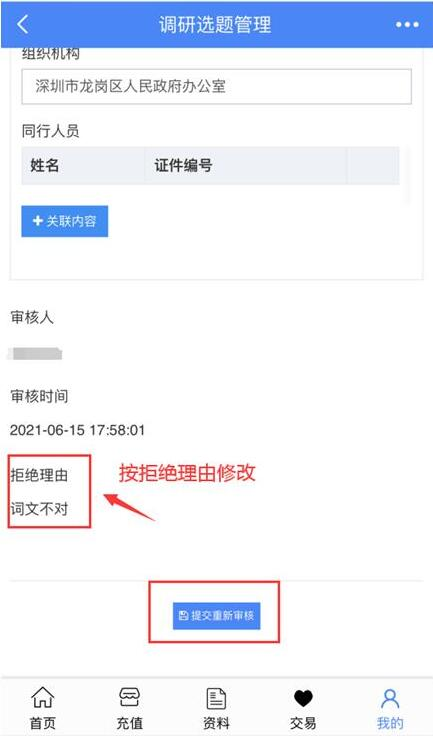 调研选题管理
组织机构
深圳市龙岗区人民政府办公室
同行人员
姓名 证件编号
关联内容
审核人
审核时间
2021-06-15 17:58:01
拒绝理由
按拒绝理由修改
词文不对
提交重新审核
首页 充值 资料 交易 我的